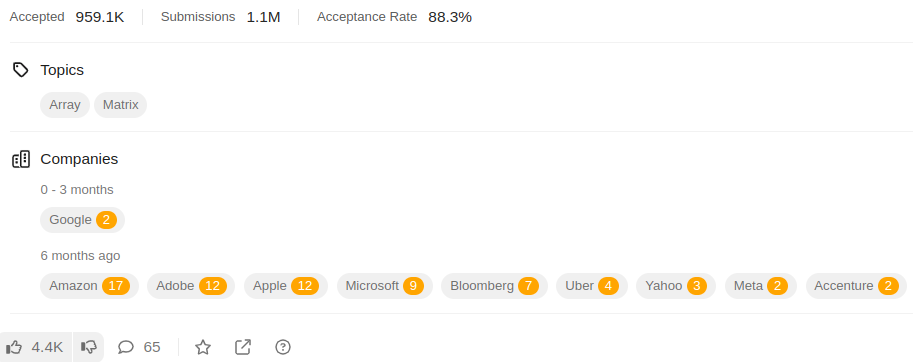 Accepted 959.1K Submissions 1.1M Acceptance Rate 88.3%
Topics
Array Matrix
Companies
0 - 3 months
Google 2
6 months ago
Amazon 17 Adobe 12 Apple 12 Microsoft 9 Bloomberg 7 Uber 4 Yahoo 3 Meta 2 Accenture 2
4.4K 65